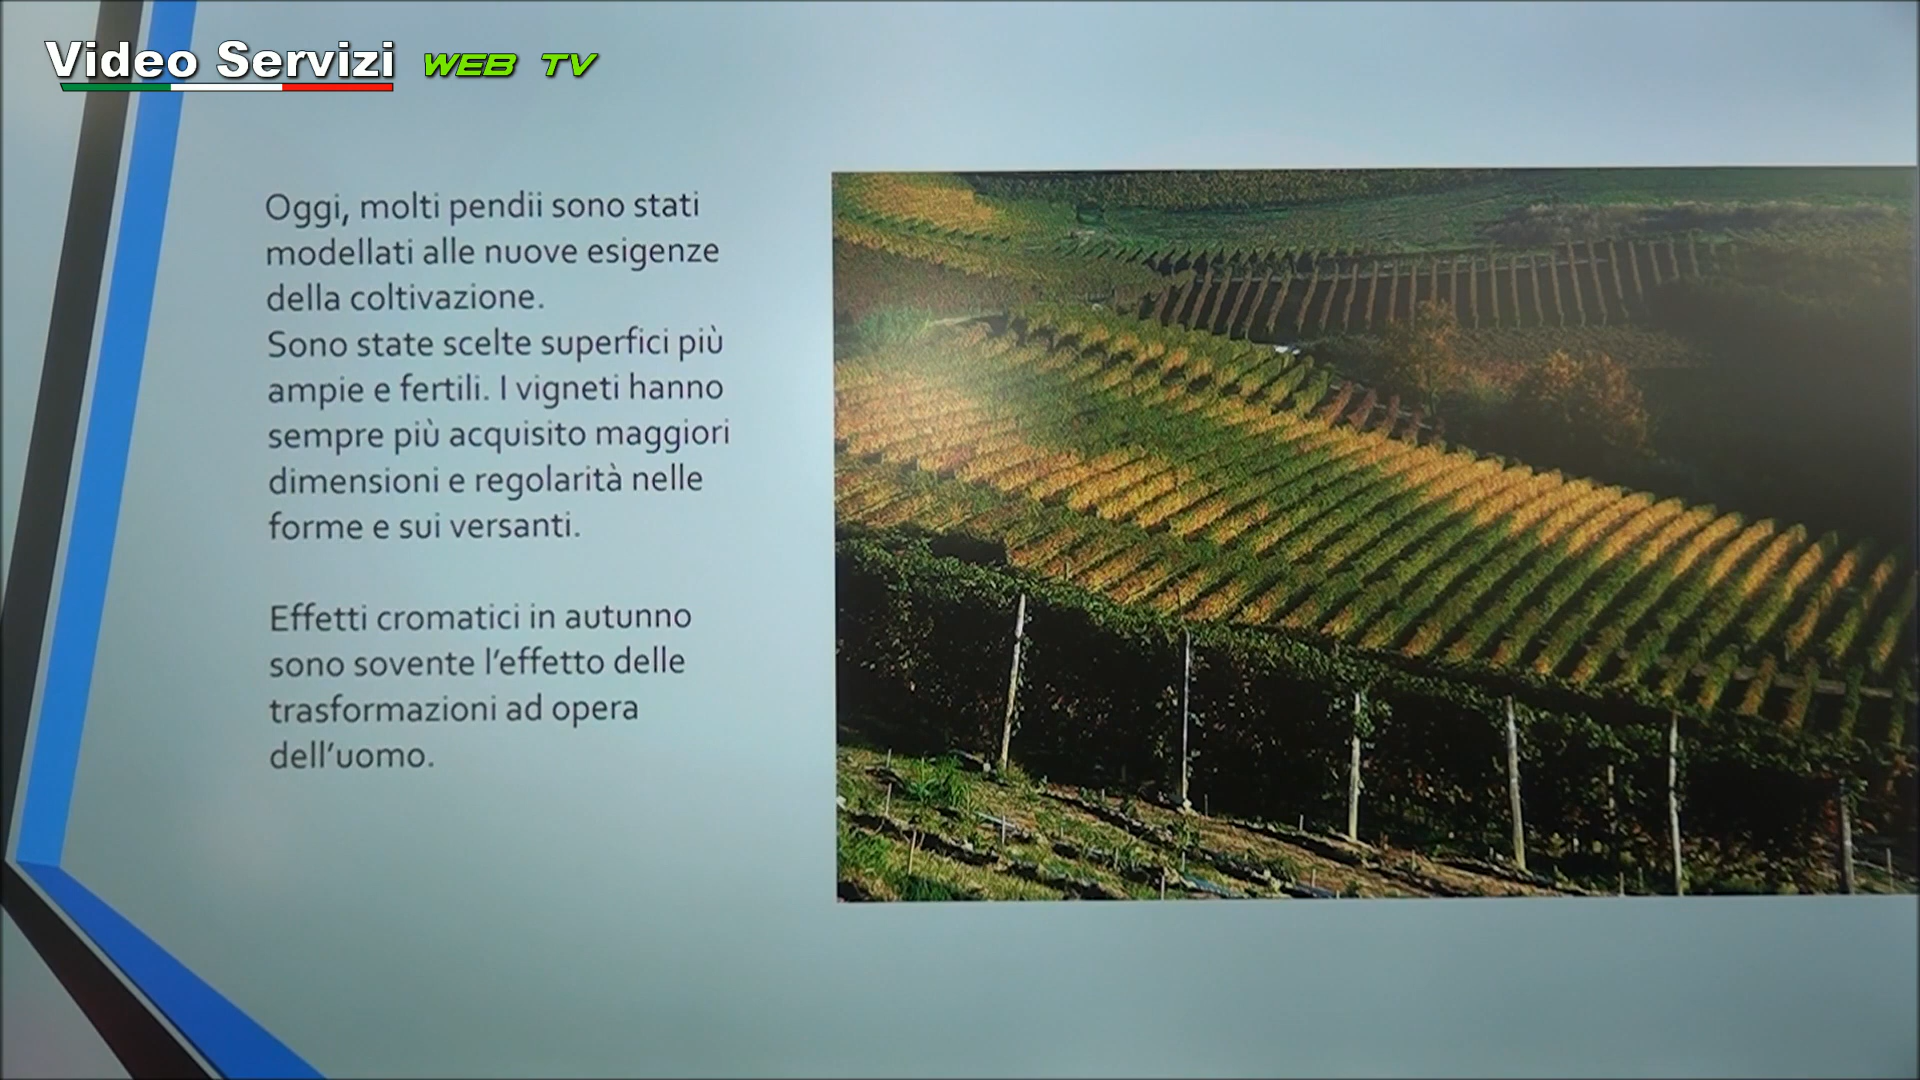 Video Servizi WEB TV
Oggi, molti pendii sono stati
modellati alle nuove esigenze
della coltivazione.
Sono state scelte superfici più
ampie e fertili. I vigneti hanno
sempre più acquisito maggiori
dimensioni e regolarità nelle
forme e sui versanti.
Effetti cromatici in autunno
sono sovente l’effetto delle
trasformazioni ad opera
dell’uomo.